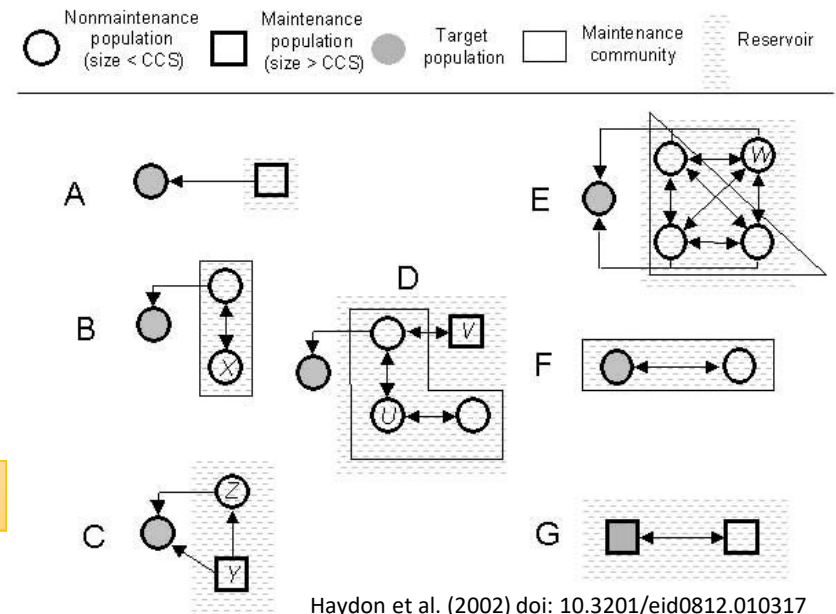 Nonmaintenance
population
(size < CCS)
Maintenance
population
(size > CCS)
Target
population
Maintenance
community
Reservoir
A
B
X
C
Z
Y
D
V
U
E
W
F
G
Haydon et al. (2002) doi: 10.3201/eid0812.010317